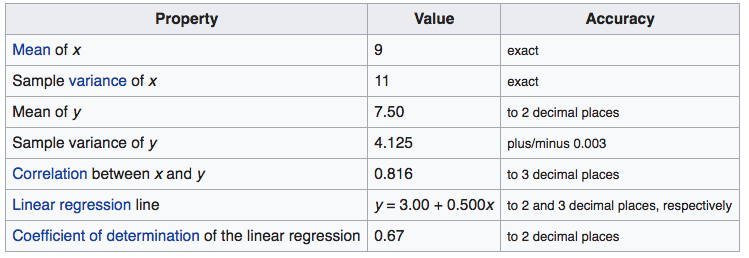 Property Value Accuracy
Mean of x 9 exact
Sample variance of x 11 exact
Mean of y 7.50 to 2 decimal places
Sample variance of y 4.125 plus/minus 0.003
Correlation between x and y 0.816 to 3 decimal places
Linear regression line y = 3.00 + 0.500x to 2 and 3 decimal places, respectively
Coefficient of determination of the linear regression 0.67 to 2 decimal places